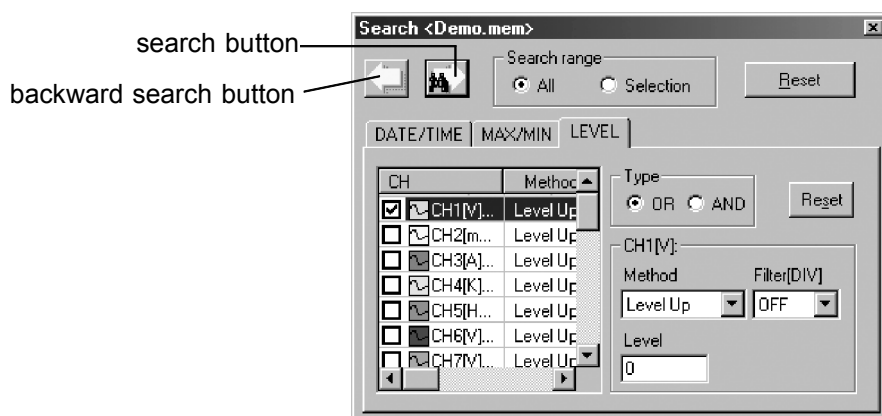 search button
backward search button
Search <Demo.mem>
Search range
All
Selection
Reset
DATE/TIME
MAX/MIN
LEVEL
CH
Method
CH1[V]... Level Up
CH2[m... Level Up
CH3[A]... Level Up
CH4[K]... Level Up
CH5[H... Level Up
CH6[V]... Level Up
CH7[V]... Level Up
Type
OR
AND
Reset
CH1[V]:
Method
Filter[DIV]
Level Up
OFF
Level
0